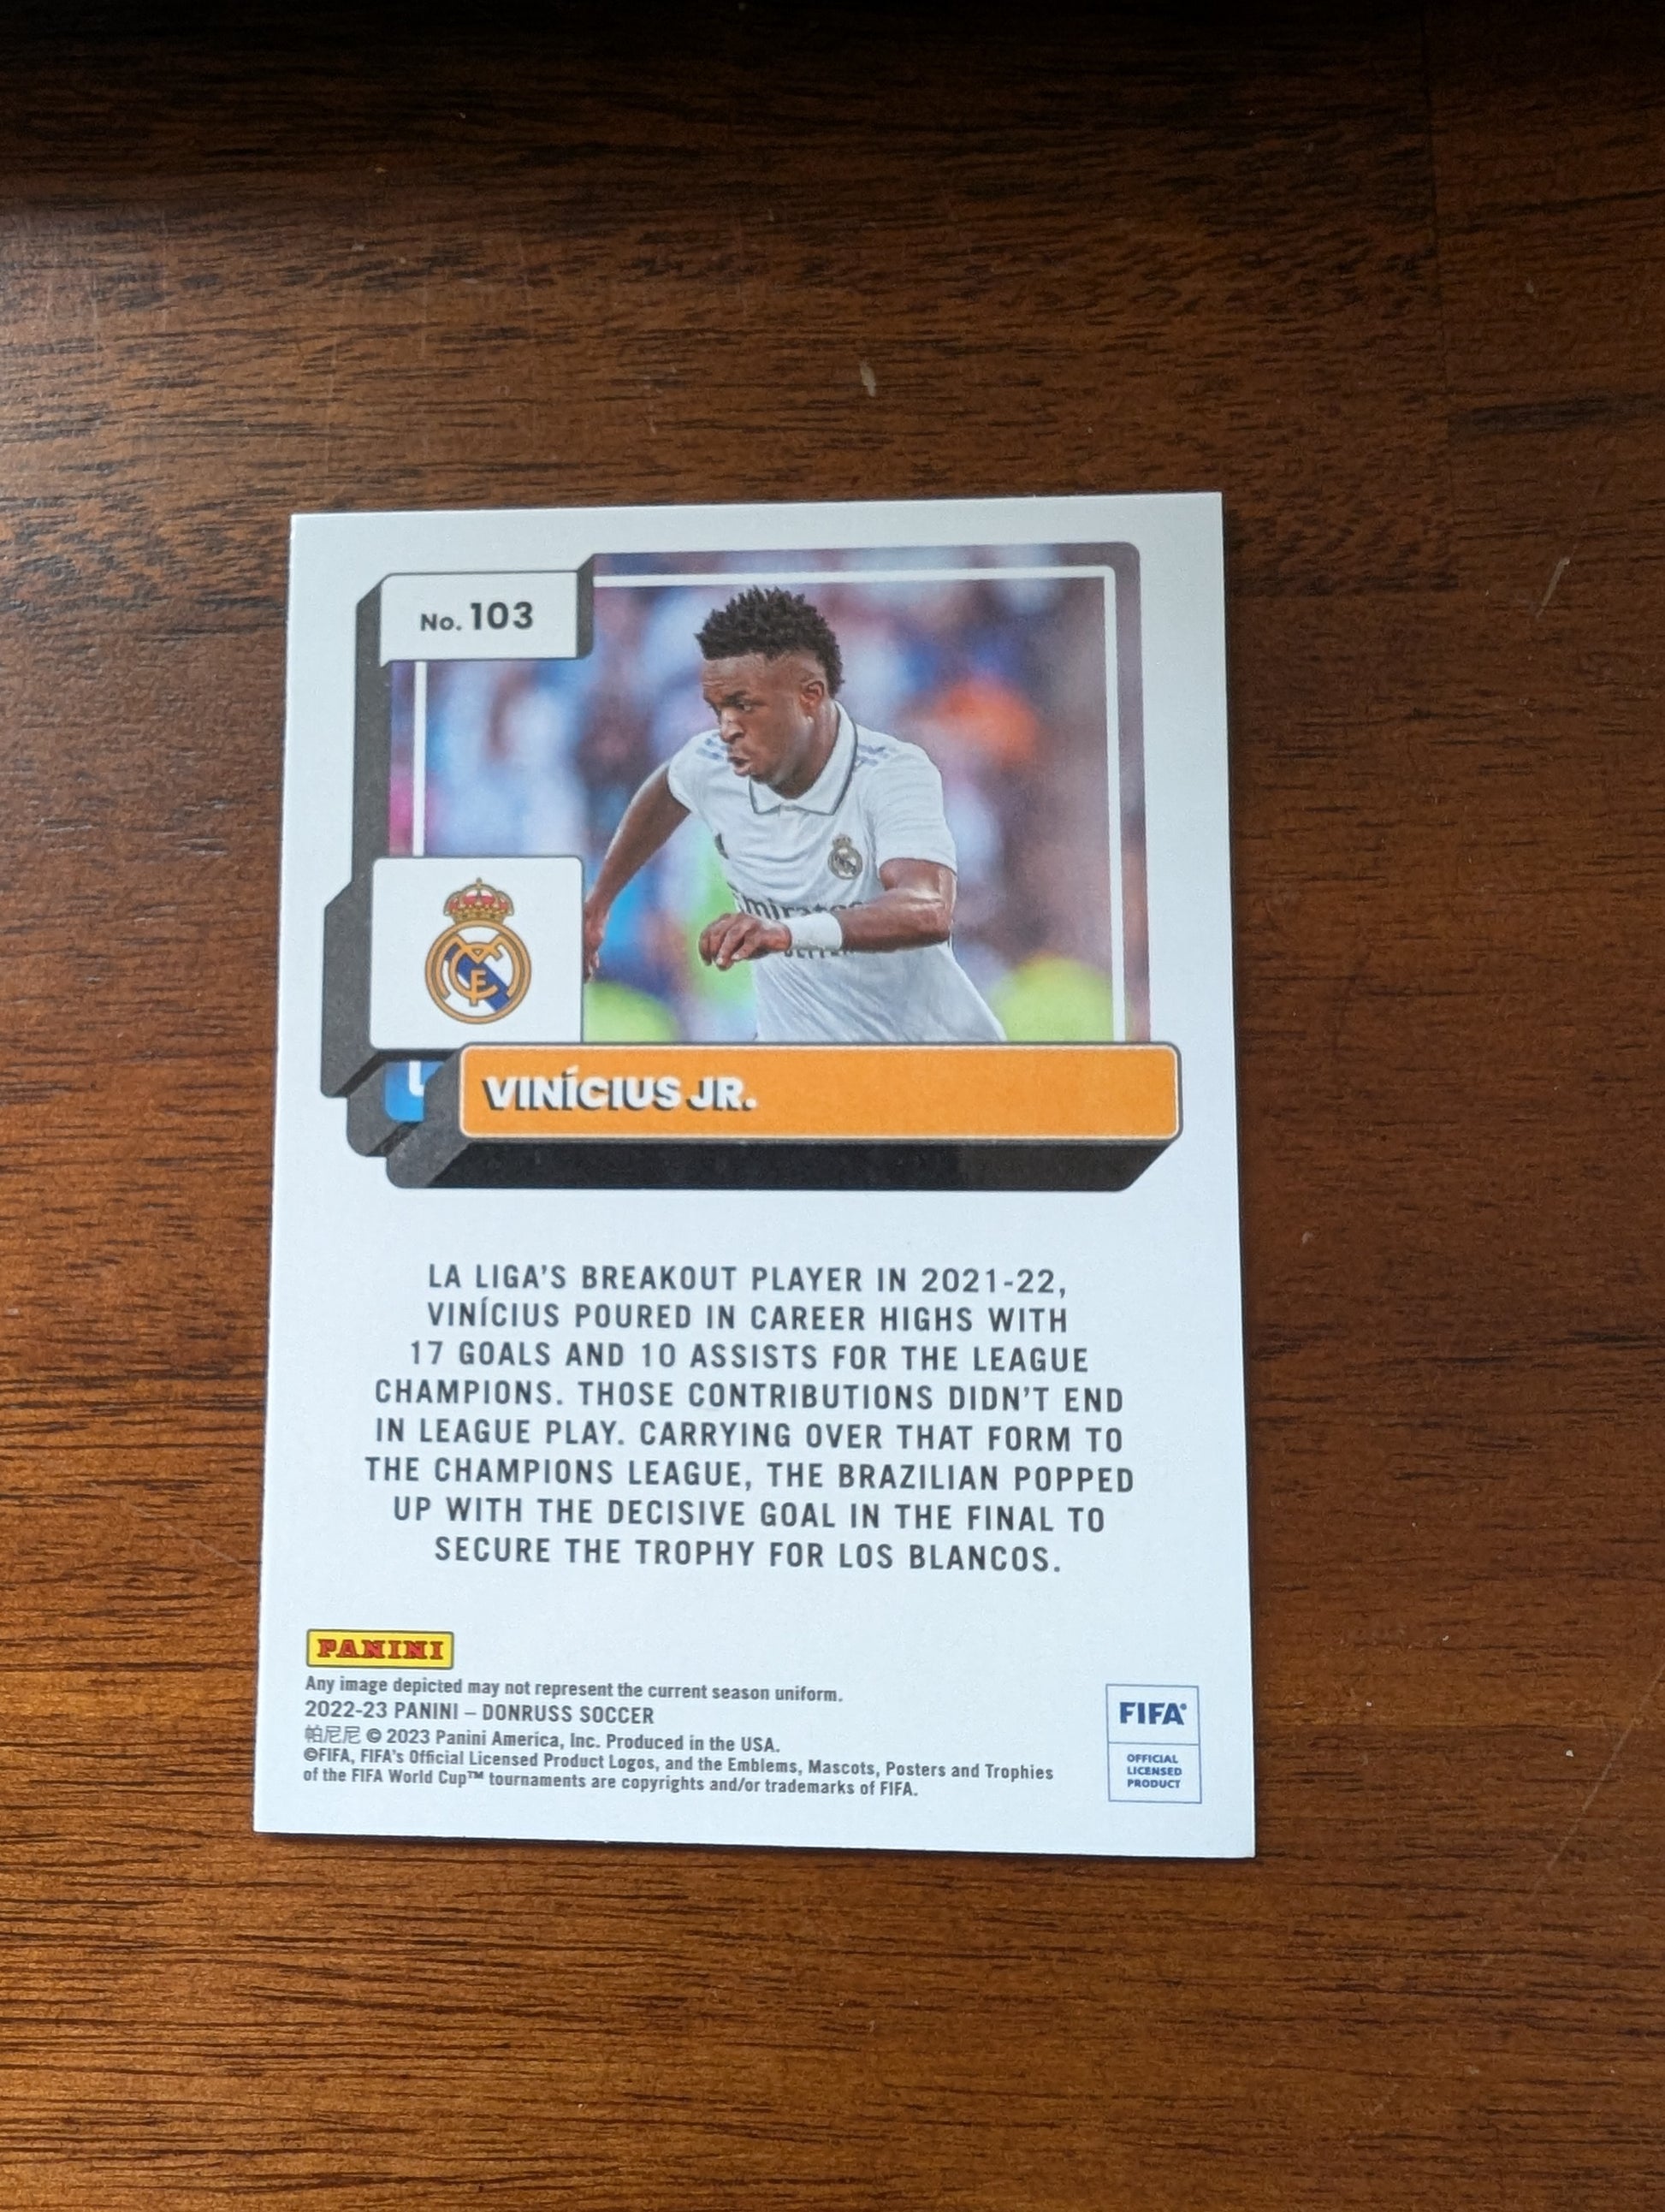 No. 103
VINÍCIUS JR.
LA LIGA'S BREAKOUT PLAYER IN 2021-22,
VINÍCIUS POURED IN CAREER HIGHS WITH
17 GOALS AND 10 ASSISTS FOR THE LEAGUE
CHAMPIONS. THOSE CONTRIBUTIONS DIDN'T END
IN LEAGUE PLAY. CARRYING OVER THAT FORM TO
THE CHAMPIONS LEAGUE, THE BRAZILIAN POPPED
UP WITH THE DECISIVE GOAL IN THE FINAL TO
SECURE THE TROPHY FOR LOS BLANCOS.
PANINI
Any image depicted may not represent the current season uniform.
2022-23 PANINI – DONRUSS SOCCER
帕尼尼 © 2023 Panini America, Inc. Produced in the USA.
©FIFA, FIFA's Official Licensed Product Logos, and the Emblems, Mascots, Posters and Trophies
of the FIFA World Cup™ tournaments are copyrights and/or trademarks of FIFA.
FIFA®
OFFICIAL
LICENSED
PRODUCT